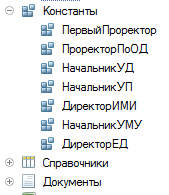 Константы
ПервыйПроректор
ПроректорПоОД
НачальникУД
НачальникУП
ДиректорИМИ
НачальникУМУ
ДиректорЕД
Справочники
Документы